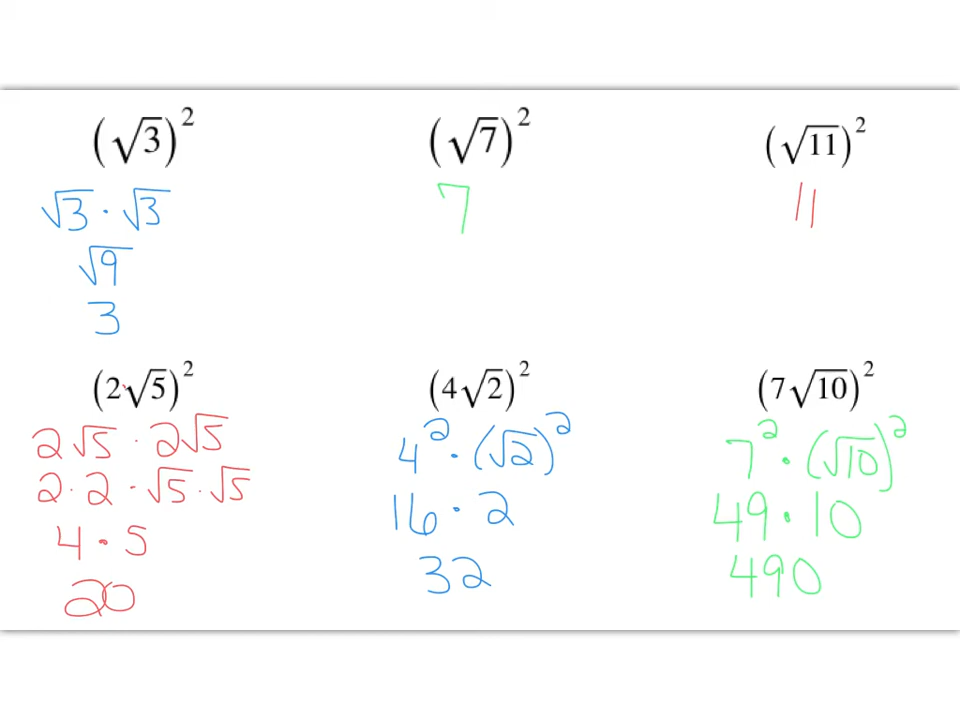 (√3)²
√3 · √3
√9
3
(√7)²
7
(√11)²
11
(2√5)²
2√5 · 2√5
2 · 2 · √5 · √5
4 · 5
20
(4√2)²
4² · (√2)²
16 · 2
32
(7√10)²
7² · (√10)²
49 · 10
490